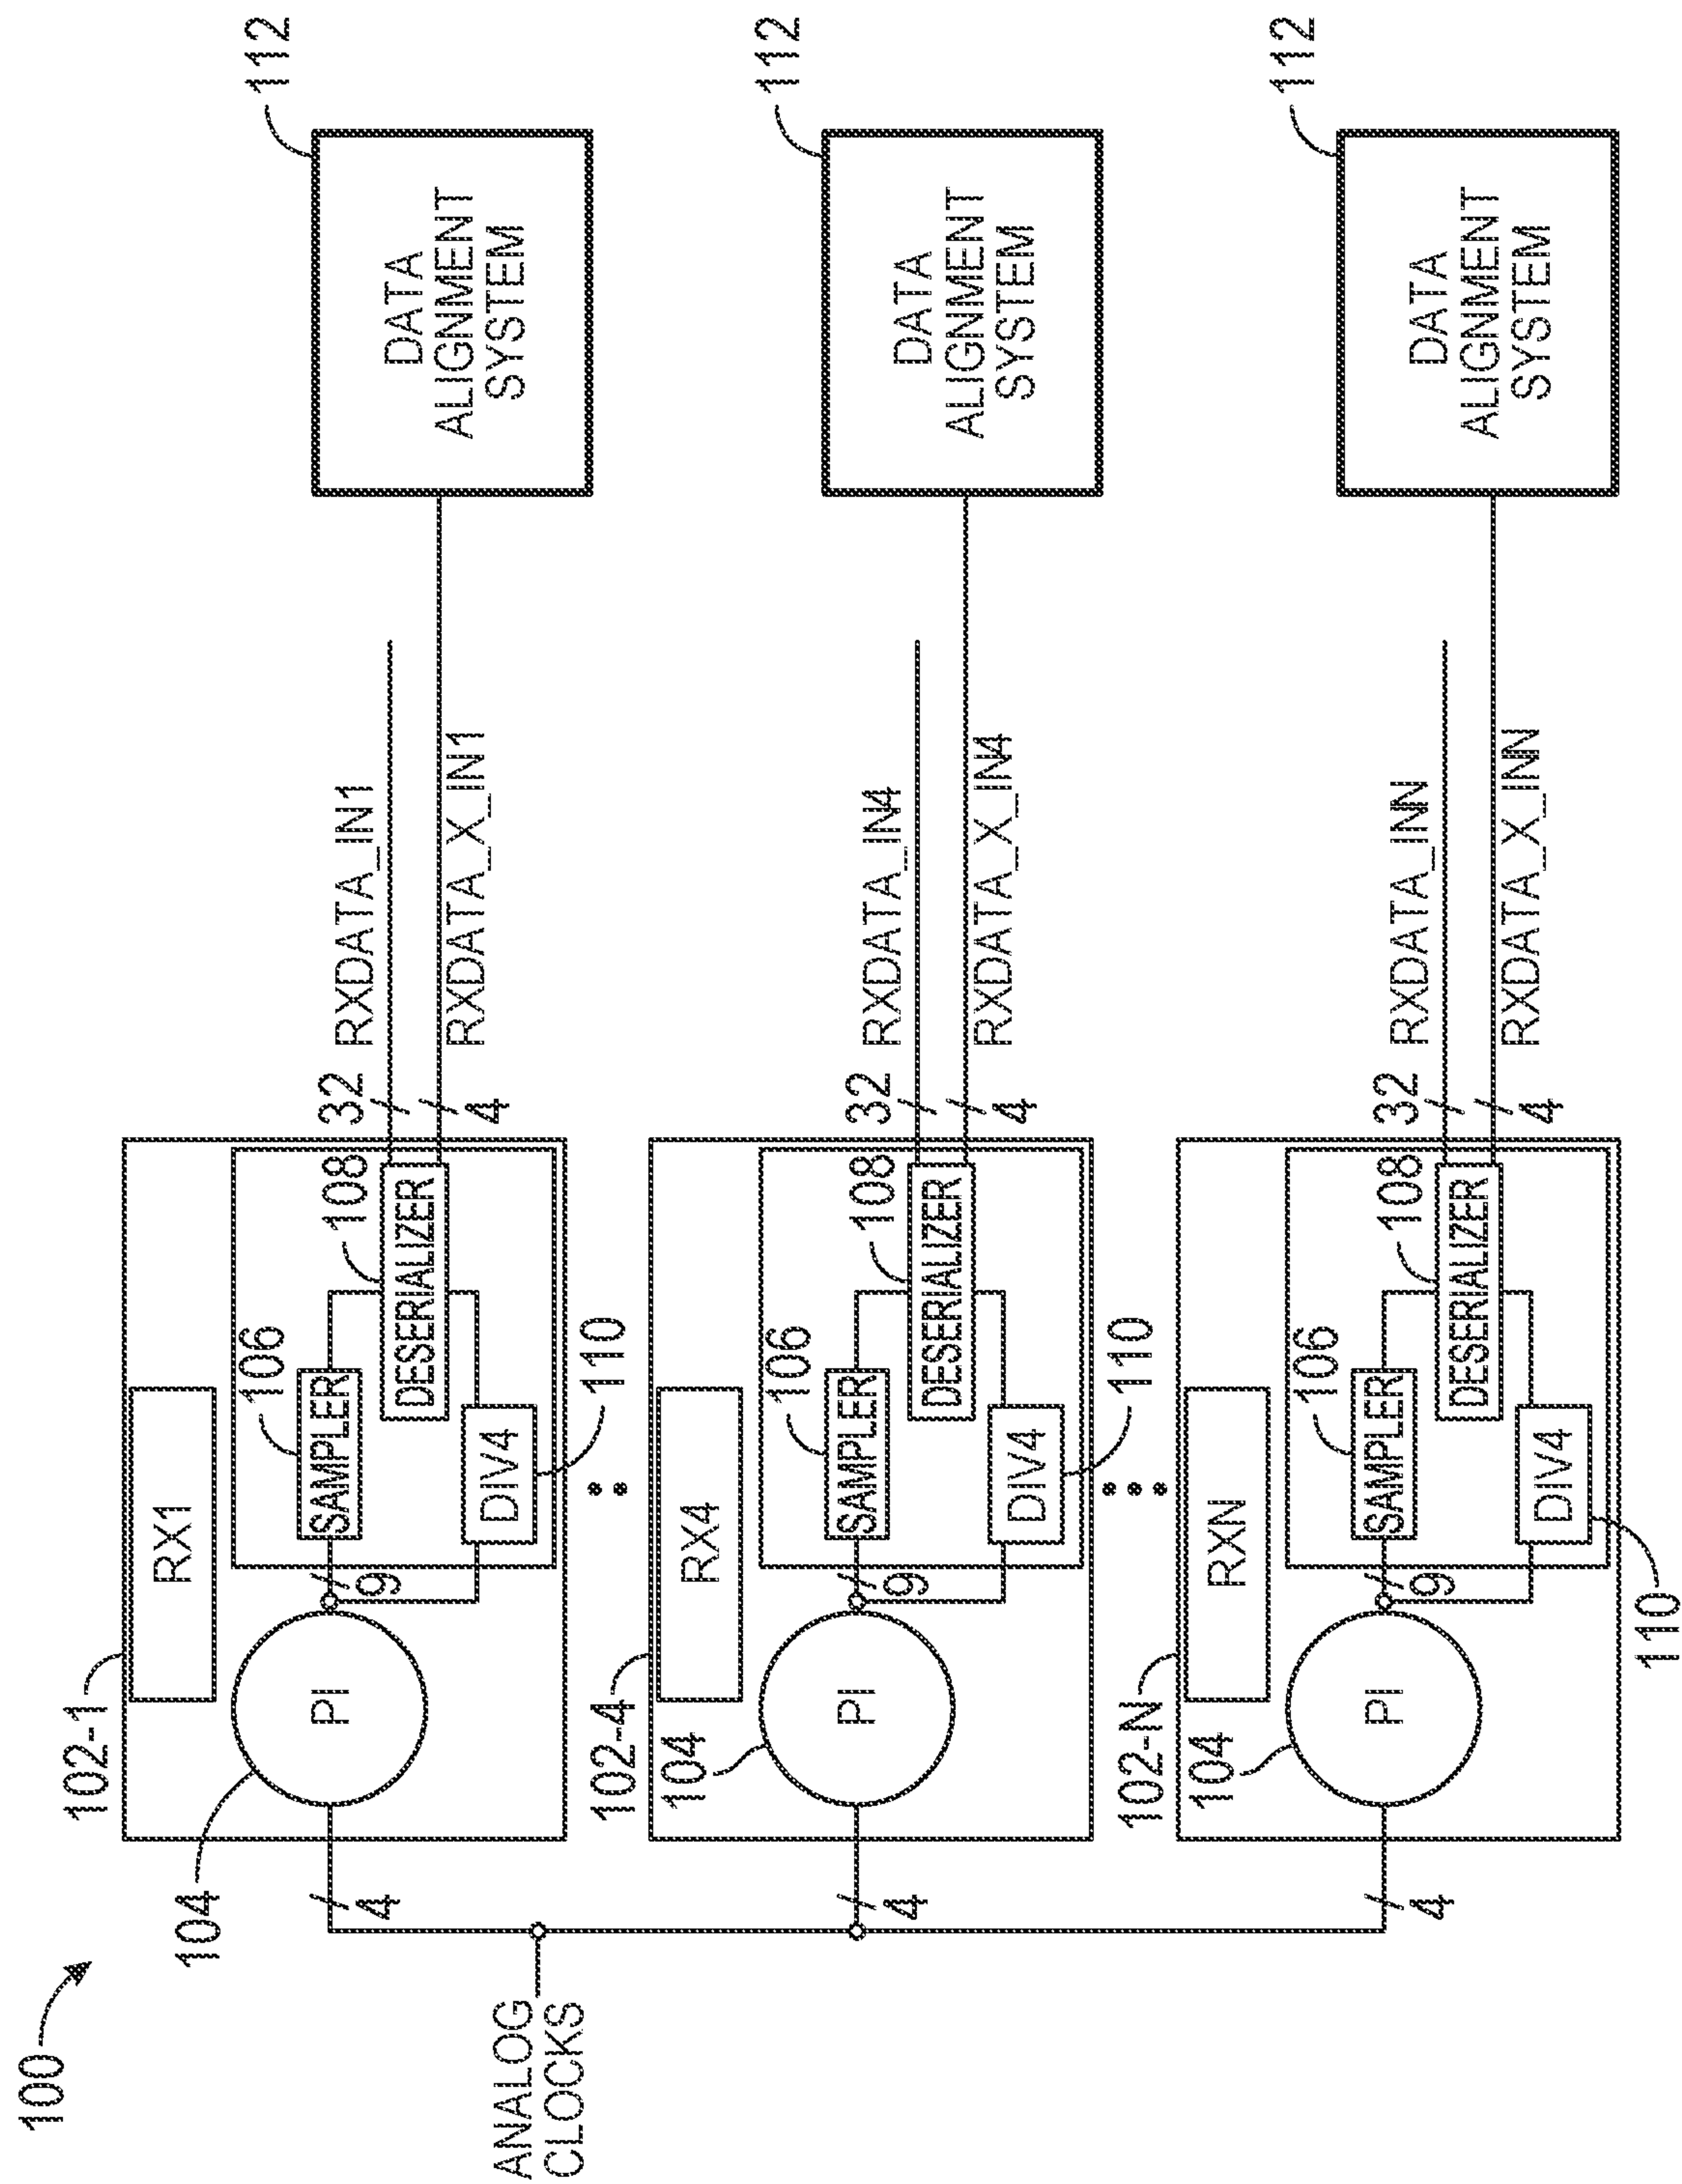 100
ANALOG
CLOCKS
4
104
102-1
RX1
PI
9
106
SAMPLER
108
DESERIALIZER
DIV4
110
32
RXDATA_IN1
4
RXDATA_X_IN1
112
DATA
ALIGNMENT
SYSTEM
4
104
102-4
RX4
PI
9
106
SAMPLER
108
DESERIALIZER
DIV4
110
32
RXDATA_IN4
4
RXDATA_X_IN4
112
DATA
ALIGNMENT
SYSTEM
4
104
102-N
RXN
PI
9
106
SAMPLER
108
DESERIALIZER
DIV4
110
32
RXDATA_INN
4
RXDATA_X_INN
112
DATA
ALIGNMENT
SYSTEM